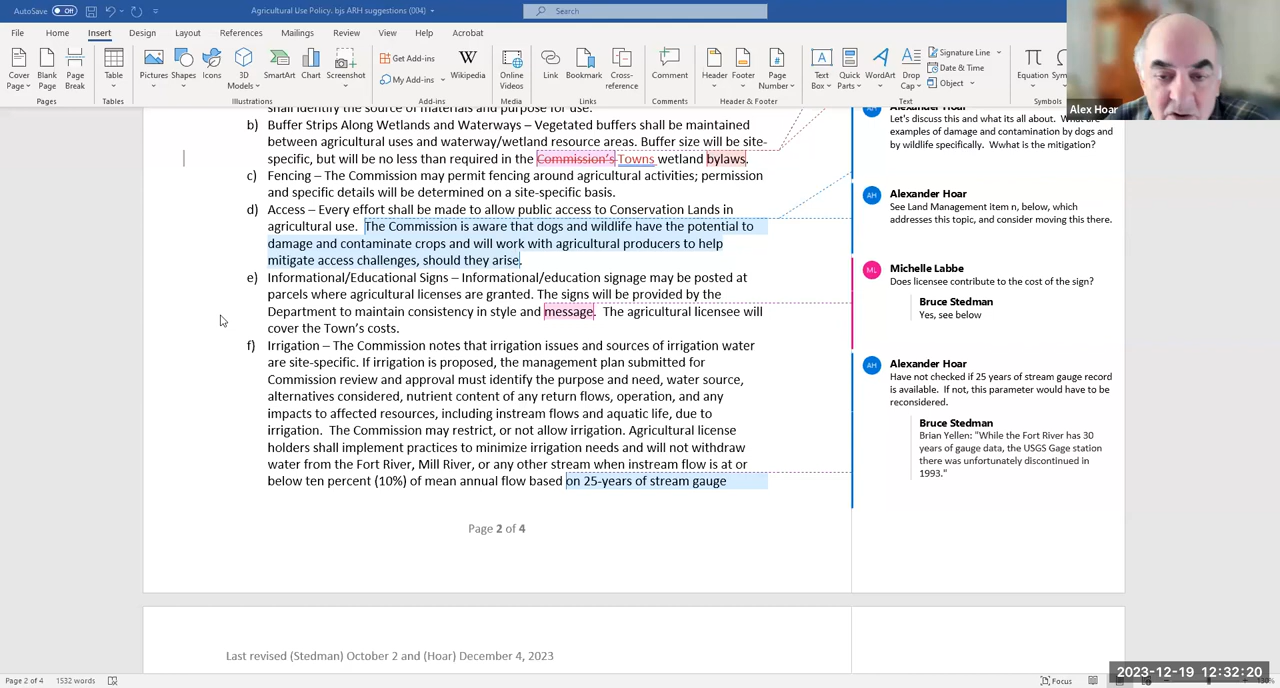 AutoSave Off Agricultural Use Policy. bjs ARH suggestions (004) Search
File Home Insert Design Layout References Mailings Review View Help Acrobat
Cover Page Blank Page Page Break Table Pictures Shapes Icons 3D Models SmartArt Chart Screenshot Get Add-ins My Add-ins Wikipedia Online Videos Link Bookmark Cross-reference Comment Header Footer Page Number Text Box Quick Parts WordArt Drop Cap Signature Line Date & Time Object Equation
Pages Tables Illustrations Add-ins Media Links Comments Header & Footer Text Symbols
Alex Hoar
shall identify the source of materials and purpose for use.
b) Buffer Strips Along Wetlands and Waterways – Vegetated buffers shall be maintained
between agricultural uses and waterway/wetland resource areas. Buffer size will be site-
specific, but will be no less than required in the Commission's Towns wetland bylaws.
c) Fencing – The Commission may permit fencing around agricultural activities; permission
and specific details will be determined on a site-specific basis.
d) Access – Every effort shall be made to allow public access to Conservation Lands in
agricultural use. The Commission is aware that dogs and wildlife have the potential to
damage and contaminate crops and will work with agricultural producers to help
mitigate access challenges, should they arise.
e) Informational/Educational Signs – Informational/education signage may be posted at
parcels where agricultural licenses are granted. The signs will be provided by the
Department to maintain consistency in style and message. The agricultural licensee will
cover the Town's costs.
f) Irrigation – The Commission notes that irrigation issues and sources of irrigation water
are site-specific. If irrigation is proposed, the management plan submitted for
Commission review and approval must identify the purpose and need, water source,
alternatives considered, nutrient content of any return flows, operation, and any
impacts to affected resources, including instream flows and aquatic life, due to
irrigation. The Commission may restrict, or not allow irrigation. Agricultural license
holders shall implement practices to minimize irrigation needs and will not withdraw
water from the Fort River, Mill River, or any other stream when instream flow is at or
below ten percent (10%) of mean annual flow based on 25-years of stream gauge
Page 2 of 4
Last revised (Stedman) October 2 and (Hoar) December 4, 2023
AH Alexander Hoar
Let's discuss this and what its all about. What are
examples of damage and contamination by dogs and
by wildlife specifically. Wwhat is the mitigation?
AH Alexander Hoar
See Land Management item n, below, which
addresses this topic, and consider moving this there.
ML Michelle Labbe
Does licensee contribute to the cost of the sign?
Bruce Stedman
Yes, see below
AH Alexander Hoar
Have not checked if 25 years of stream gauge record
is available. If not, this parameter would have to be
reconsidered.
Bruce Stedman
Brian Yellen: "While the Fort River has 30
years of gauge data, the USGS Gage station
there was unfortunately discontinued in
1993."
Page 2 of 4 1532 words Focus
2023-12-19 12:32:20